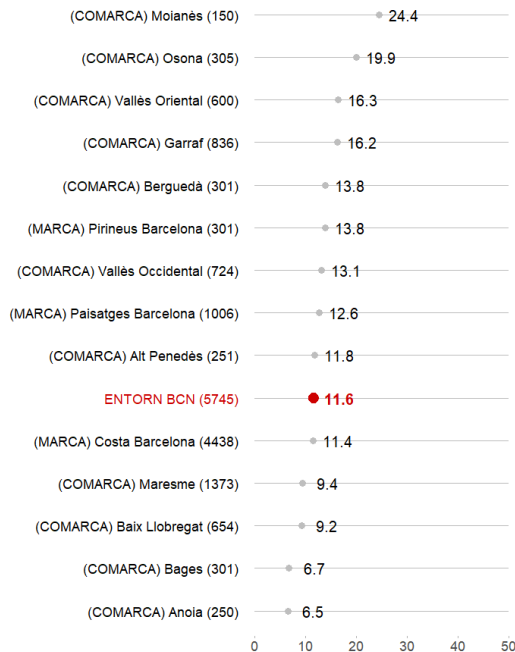 (COMARCA) Moianès (150) 24.4
(COMARCA) Osona (305) 19.9
(COMARCA) Vallès Oriental (600) 16.3
(COMARCA) Garraf (836) 16.2
(COMARCA) Berguedà (301) 13.8
(MARCA) Pirineus Barcelona (301) 13.8
(COMARCA) Vallès Occidental (724) 13.1
(MARCA) Paisatges Barcelona (1006) 12.6
(COMARCA) Alt Penedès (251) 11.8
ENTORN BCN (5745) 11.6
(MARCA) Costa Barcelona (4438) 11.4
(COMARCA) Maresme (1373) 9.4
(COMARCA) Baix Llobregat (654) 9.2
(COMARCA) Bages (301) 6.7
(COMARCA) Anoia (250) 6.5
0 10 20 30 40 50